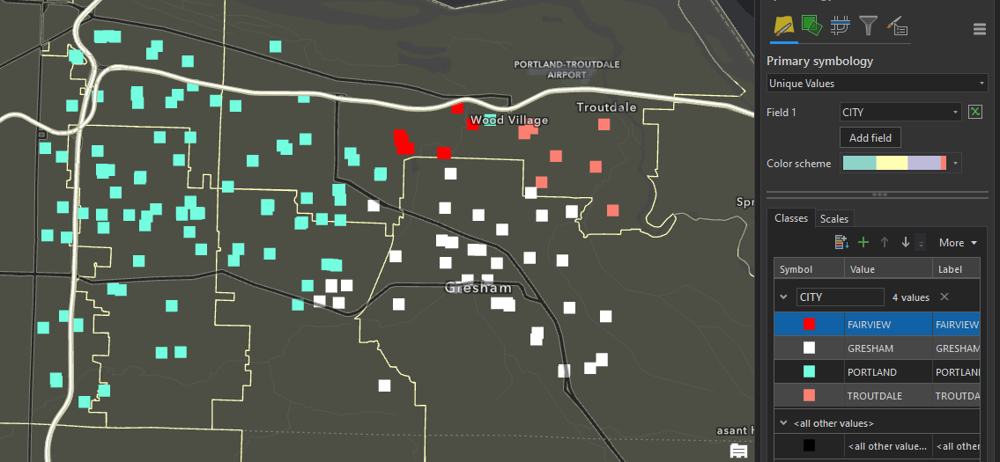 PORTLAND-TROUTDALE
AIRPORT
Wood Village
Troutdale
Spr
Gresham
asant H
Primary symbology
Unique Values
Field 1
CITY
Add field
Color scheme
Classes
Scales
More
Symbol
Value
Label
CITY
4 values
FAIRVIEW
FAIRVIEW
GRESHAM
GRESHAM
PORTLAND
PORTLAN
TROUTDALE
TROUTDA
<all other values>
<all other value...
<all other